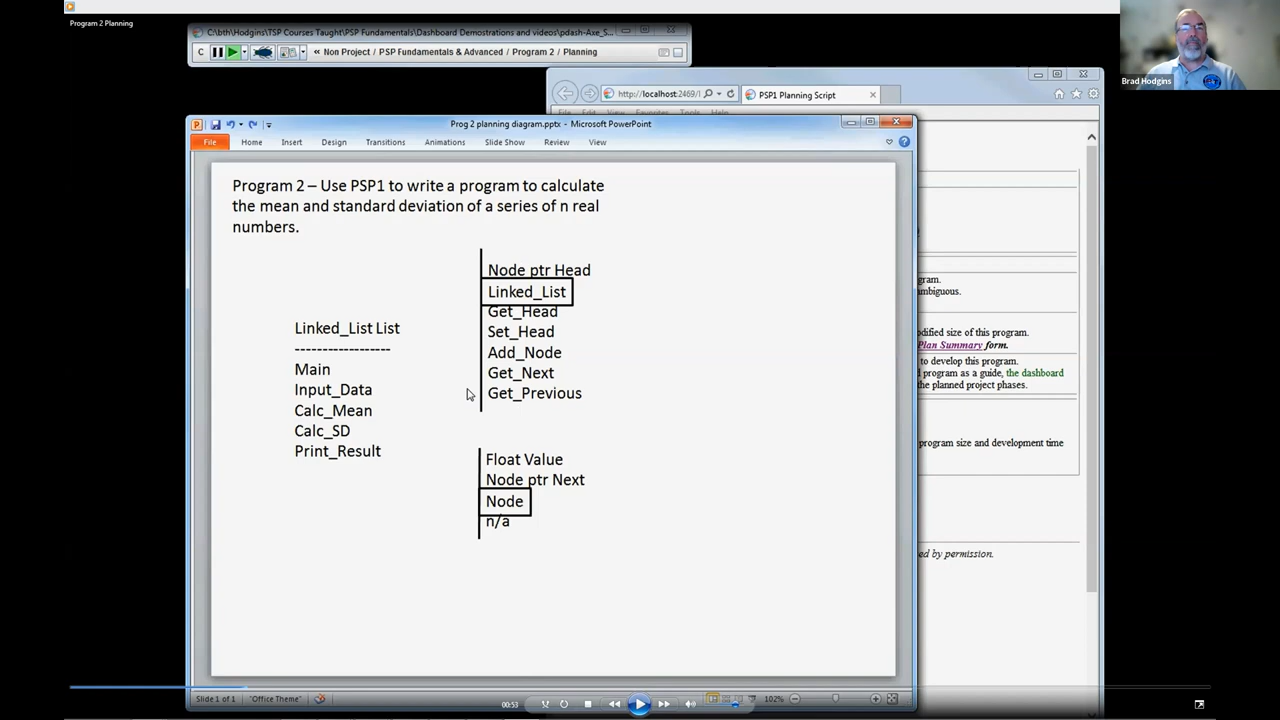 Program 2 Planning
C:\bth\Hodgins\TSP Courses Taught\PSP Fundamentals\Dashboard Demostrations and videos\pdash-Axe_S...
C
Non Project / PSP Fundamentals & Advanced / Program 2 / Planning
http://localhost:2469/
PSP1 Planning Script
Brad Hodgins
Prog 2 planning diagram.pptx - Microsoft PowerPoint
File Home Insert Design Transitions Animations Slide Show Review View
Program 2 – Use PSP1 to write a program to calculate
the mean and standard deviation of a series of n real
numbers.
Linked_List List
-----------------
Main
Input_Data
Calc_Mean
Calc_SD
Print_Result
Node ptr Head
Linked_List
Get_Head
Set_Head
Add_Node
Get_Next
Get_Previous
Float Value
Node ptr Next
Node
n/a
gram.
mbiguous.
odified size of this program.
Plan Summary form.
to develop this program.
d program as a guide, the dashboard
the planned project phases.
program size and development time
ed by permission.
Slide 1 of 1 "Office Theme"
102%
00:53